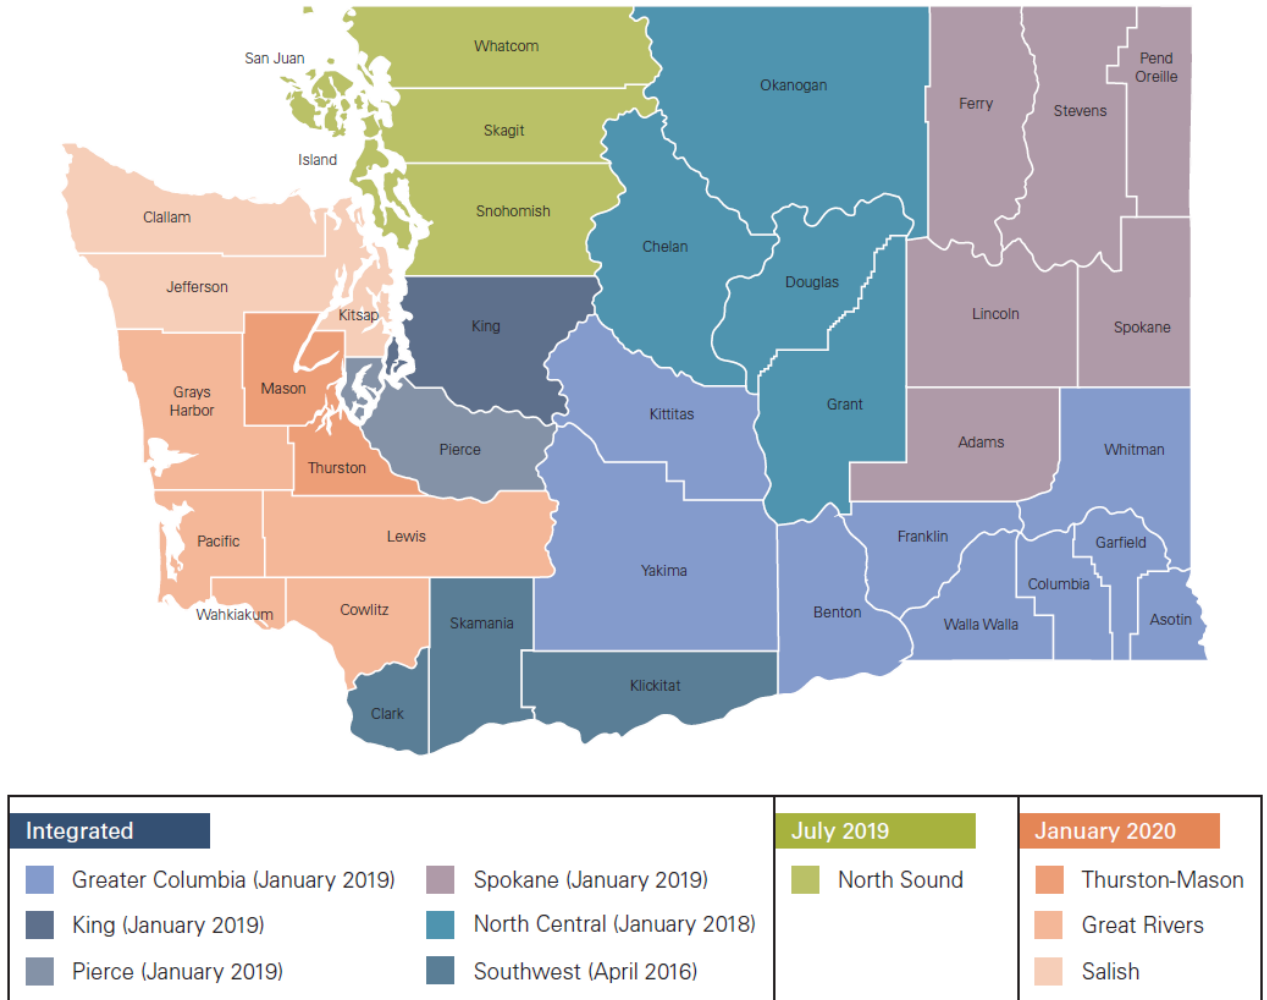 Whatcom
San Juan
Okanogan
Pend
Oreille
Ferry
Stevens
Skagit
Island
Snohomish
Clallam
Chelan
Jefferson
Douglas
Kitsap
Lincoln
King
Spokane
Mason
Grays
Harbor
Kittitas
Grant
Adams
Pierce
Whitman
Thurston
Lewis
Franklin
Pacific
Garfield
Yakima
Columbia
Wahkiakum
Cowlitz
Benton
Skamania
Walla Walla
Asotin
Klickitat
Clark
Integrated
Greater Columbia (January 2019)
King (January 2019)
Pierce (January 2019)
Spokane (January 2019)
North Central (January 2018)
Southwest (April 2016)
July 2019
North Sound
January 2020
Thurston-Mason
Great Rivers
Salish